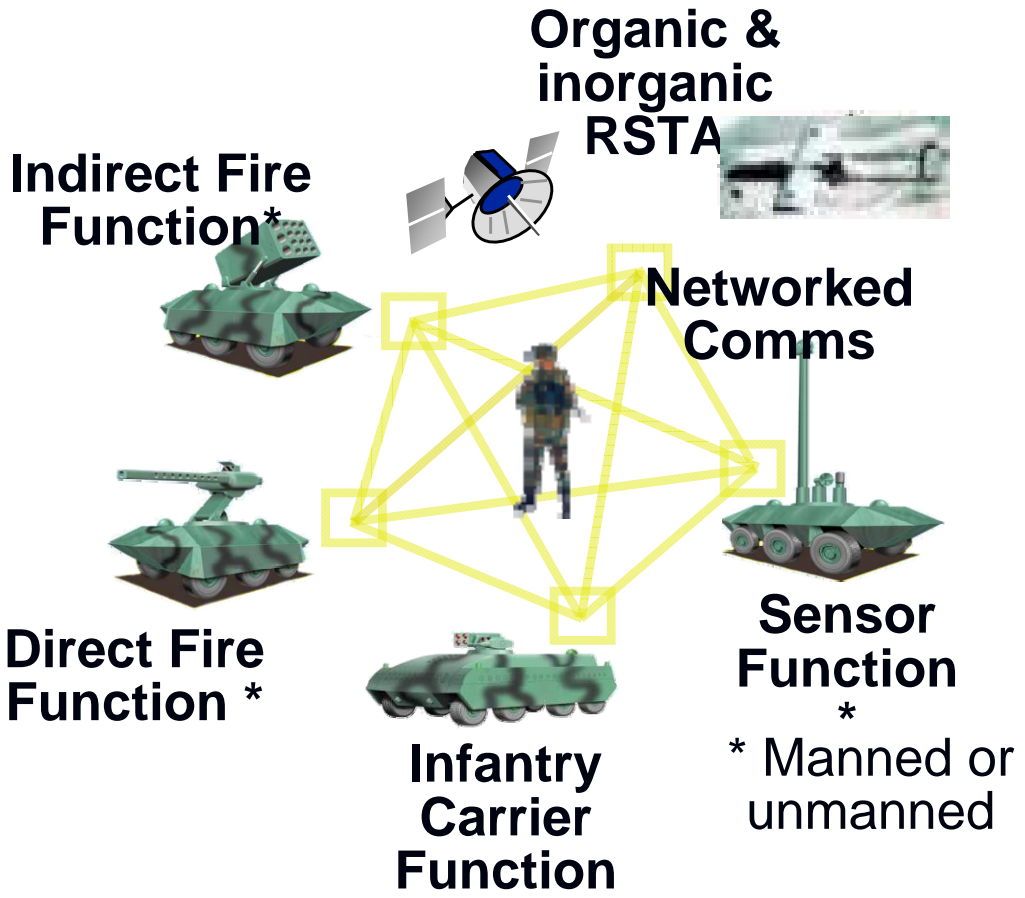 Organic &
inorganic
RSTA
Indirect Fire
Function*
Networked
Comms
Direct Fire
Function *
Sensor
Function
*
* Manned or
unmanned
Infantry
Carrier
Function